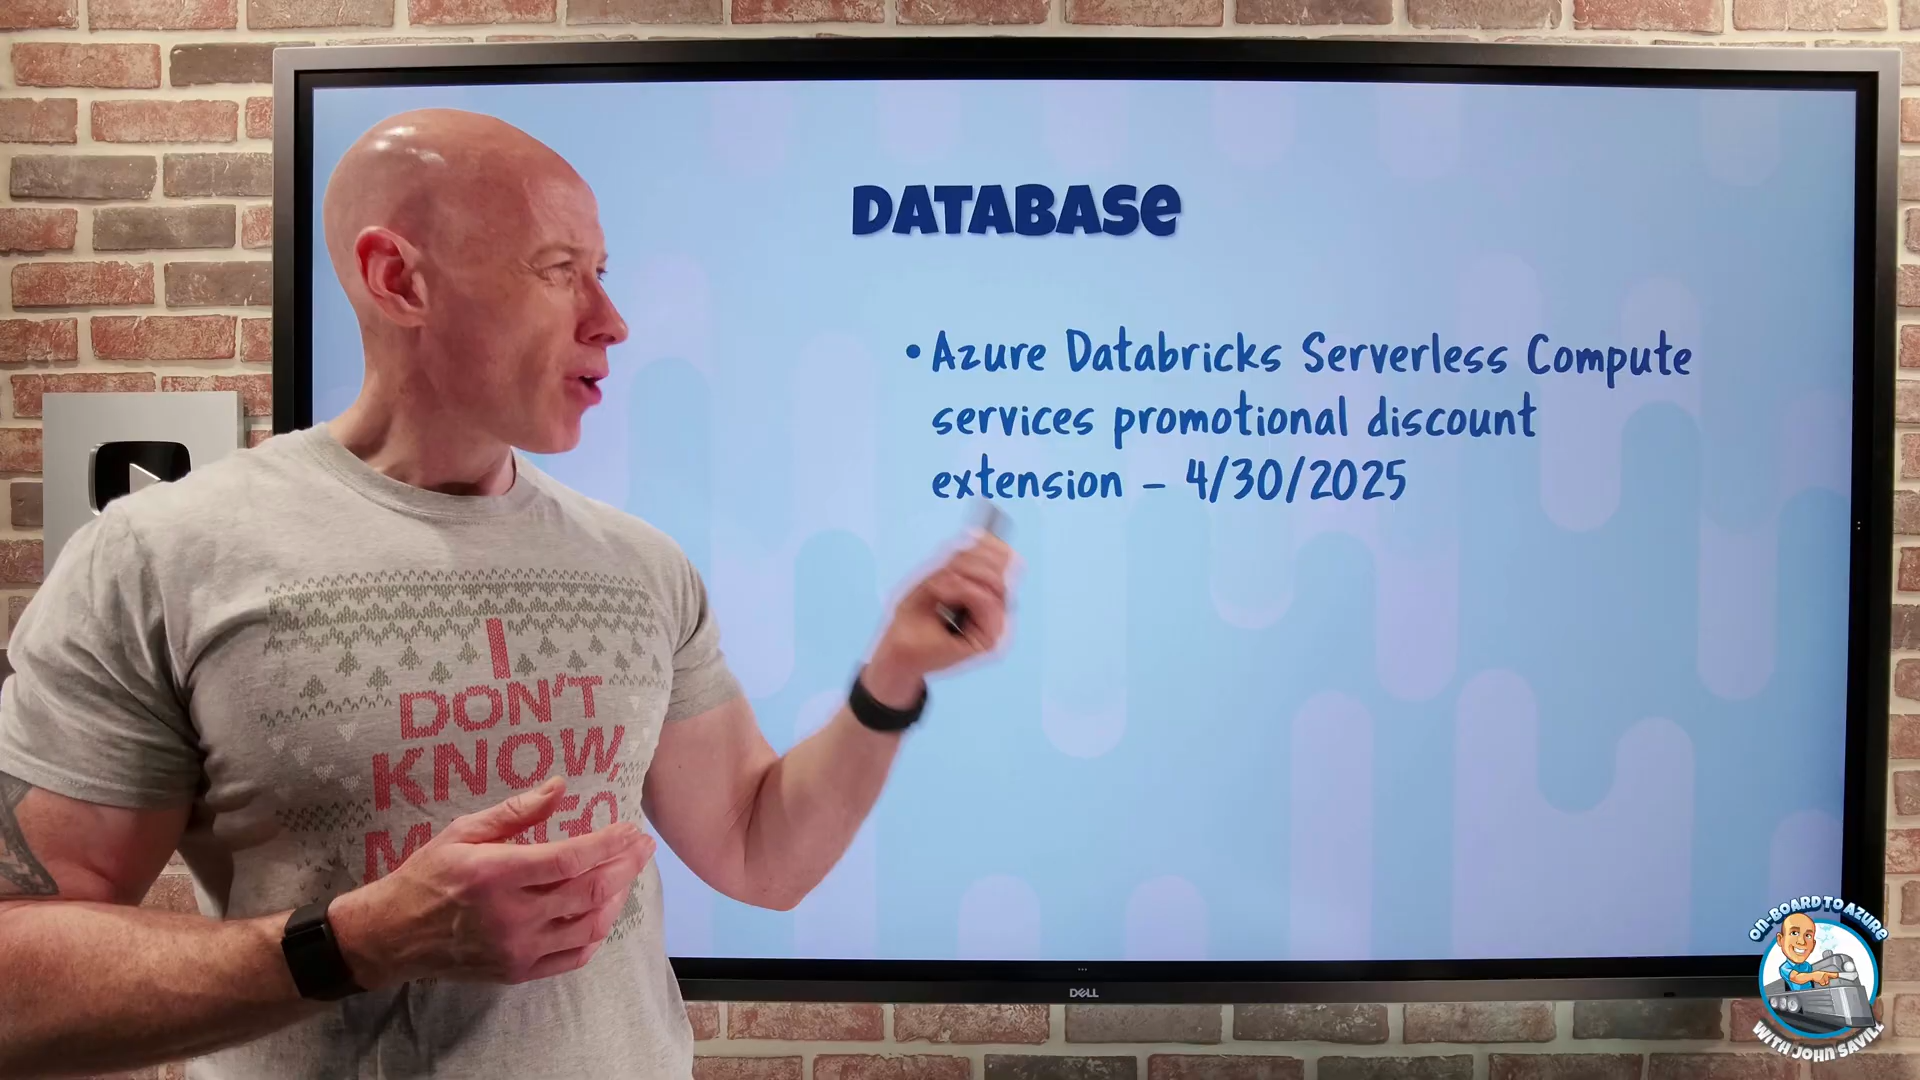 DATABASE
• Azure Databricks Serverless Compute
services promotional discount
extension – 4/30/2025
I
DON'T
KNOW,
DELL
ON-BOARD TO AZURE
WITH JOHN SAVILL